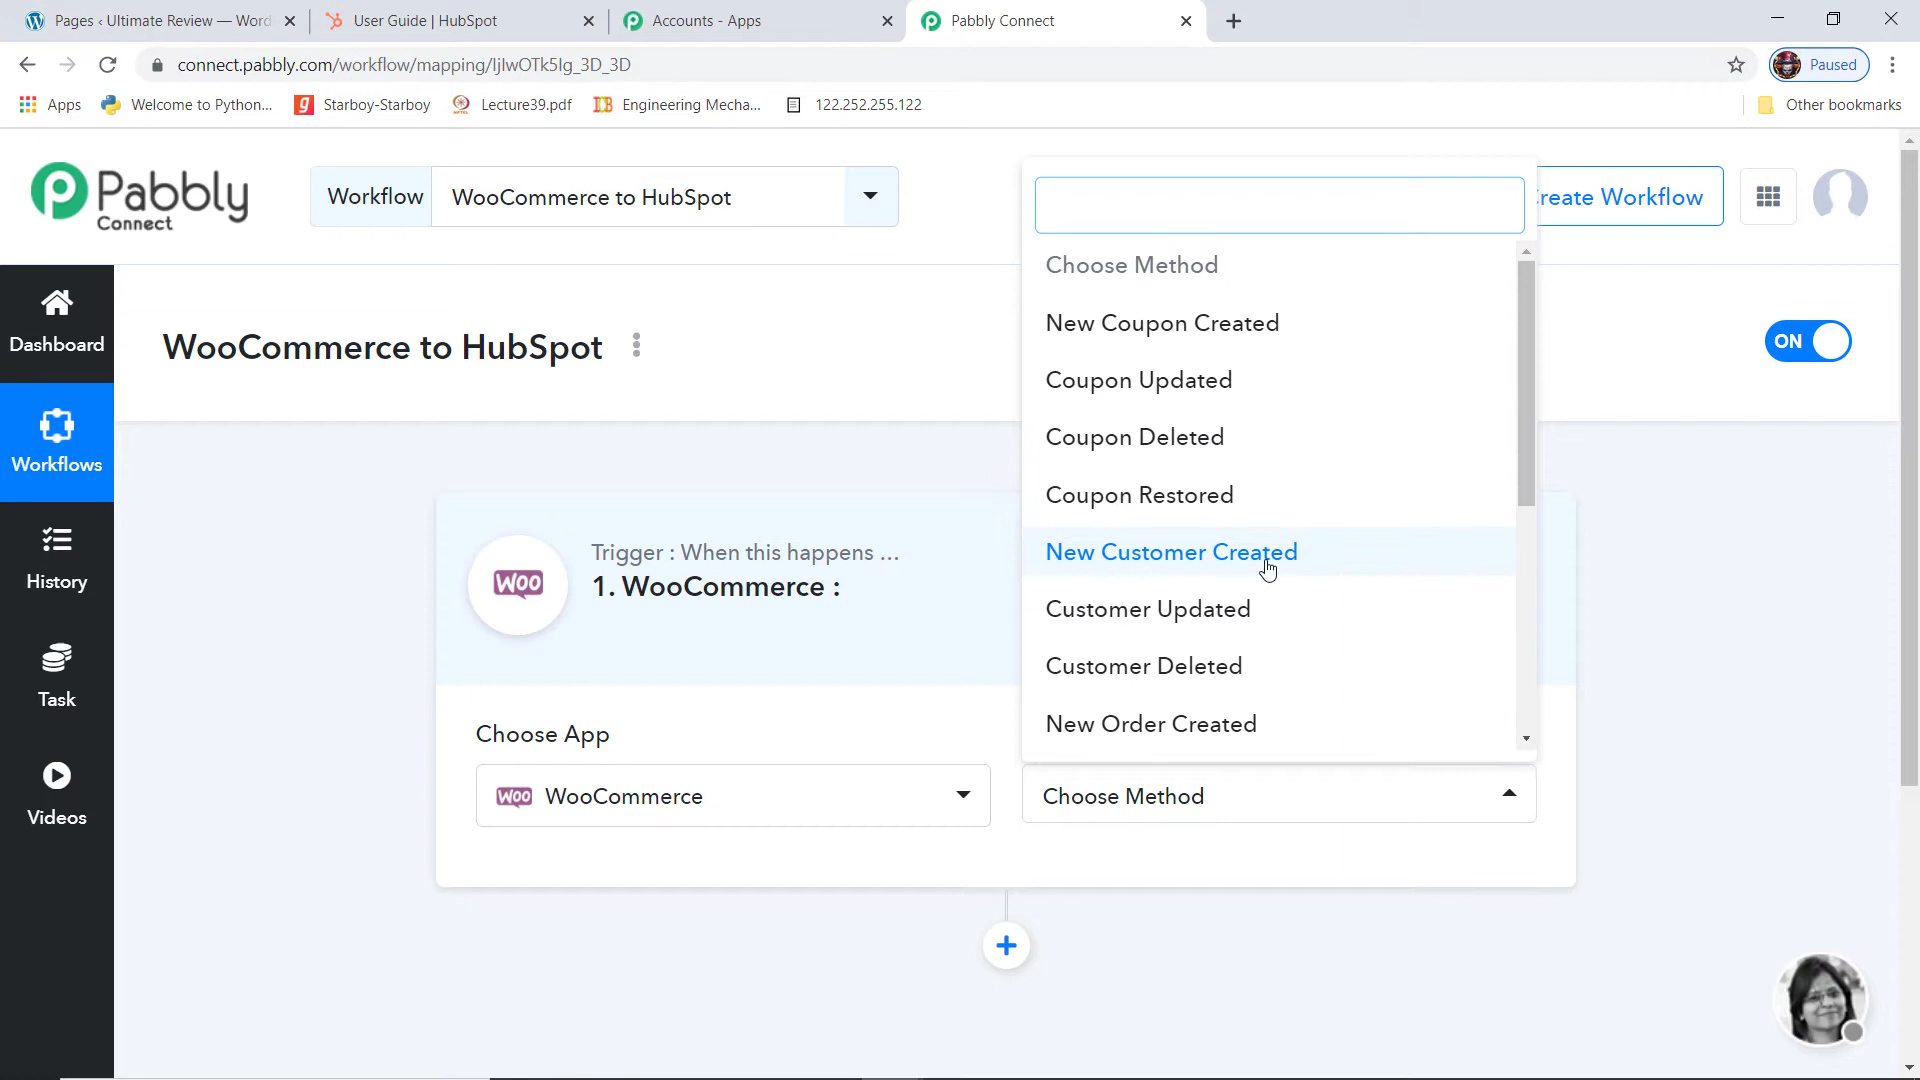 Pages ‹ Ultimate Review — Word
User Guide | HubSpot
Accounts - Apps
Pabbly Connect
connect.pabbly.com/workflow/mapping/IjIwOTk5Ig_3D_3D
Paused
Apps
Welcome to Python...
Starboy-Starboy
Lecture39.pdf
Engineering Mecha...
122.252.255.122
Other bookmarks
Pabbly
Connect
Workflow
WooCommerce to HubSpot
Create Workflow
Dashboard
Workflows
History
Task
Videos
WooCommerce to HubSpot
ON
Choose Method
New Coupon Created
Coupon Updated
Coupon Deleted
Coupon Restored
New Customer Created
Customer Updated
Customer Deleted
New Order Created
WOO
Trigger : When this happens ...
1. WooCommerce :
Choose App
WOO WooCommerce
Choose Method